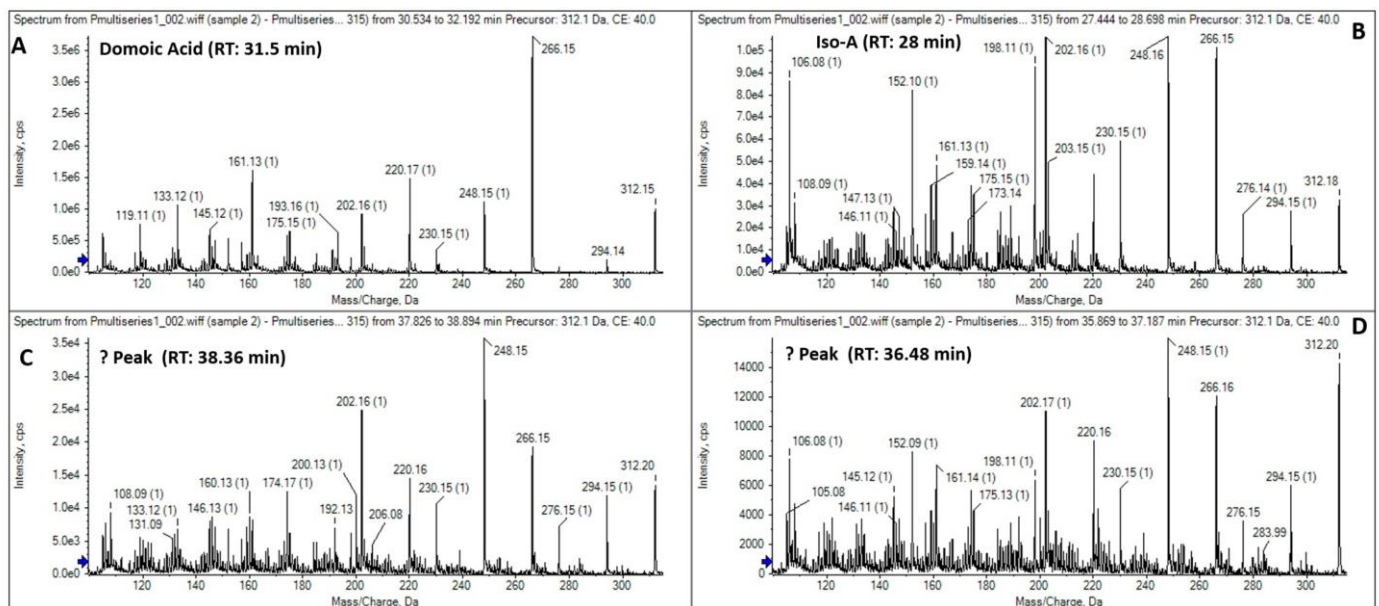 Spectrum from Pmultiseries1_002.wiff (sample 2) - Pmultiseries... 315) from 30.534 to 32.192 min Precursor: 312.1 Da, CE: 40.0
A
Domoic Acid (RT: 31.5 min)
3.5e6
3.0e6
2.5e6
2.0e6
1.5e6
1.0e6
5.0e5
0.0e0
Intensity, cps
266.15
161.13 (1)
133.12 (1)
119.11 (1)
145.12 (1)
193.16 (1)
175.15 (1)
202.16 (1)
220.17 (1)
230.15 (1)
248.15 (1)
294.14
312.15
120 140 160 180 200 220 240 260 280 300
Mass/Charge, Da
Spectrum from Pmultiseries1_002.wiff (sample 2) - Pmultiseries... 315) from 27.444 to 28.698 min Precursor: 312.1 Da, CE: 40.0
B
Iso-A (RT: 28 min)
1.0e5
9.0e4
8.0e4
7.0e4
6.0e4
5.0e4
4.0e4
3.0e4
2.0e4
1.0e4
0.0e0
Intensity, cps
106.08 (1)
108.09 (1)
152.10 (1)
198.11 (1)
202.16 (1)
248.16
266.15
161.13 (1)
159.14 (1)
203.15 (1)
230.15 (1)
147.13 (1)
175.15 (1)
146.11 (1)
173.14
276.14 (1)
294.15 (1)
312.18
120 140 160 180 200 220 240 260 280 300
Mass/Charge, Da
Spectrum from Pmultiseries1_002.wiff (sample 2) - Pmultiseries... 315) from 37.826 to 38.894 min Precursor: 312.1 Da, CE: 40.0
C
? Peak (RT: 38.36 min)
3.5e4
3.0e4
2.5e4
2.0e4
1.5e4
1.0e4
5.0e3
0.0e0
Intensity, cps
248.15
202.16 (1)
266.15
200.13 (1)
160.13 (1)
174.17 (1)
220.16
230.15 (1)
108.09 (1)
133.12 (1)
131.09
146.13 (1)
192.13
206.08
276.15 (1)
294.15 (1)
312.20
120 140 160 180 200 220 240 260 280 300
Mass/Charge, Da
Spectrum from Pmultiseries1_002.wiff (sample 2) - Pmultiseries... 315) from 35.869 to 37.187 min Precursor: 312.1 Da, CE: 40.0
D
? Peak (RT: 36.48 min)
14000
12000
10000
8000
6000
4000
2000
0
Intensity, cps
248.15 (1)
312.20
266.16
202.17 (1)
220.16
106.08 (1)
152.09 (1)
198.11 (1)
145.12 (1)
161.14 (1)
230.15 (1)
105.08
146.11 (1)
175.13 (1)
294.15 (1)
276.15
283.99
120 140 160 180 200 220 240 260 280 300
Mass/Charge, Da